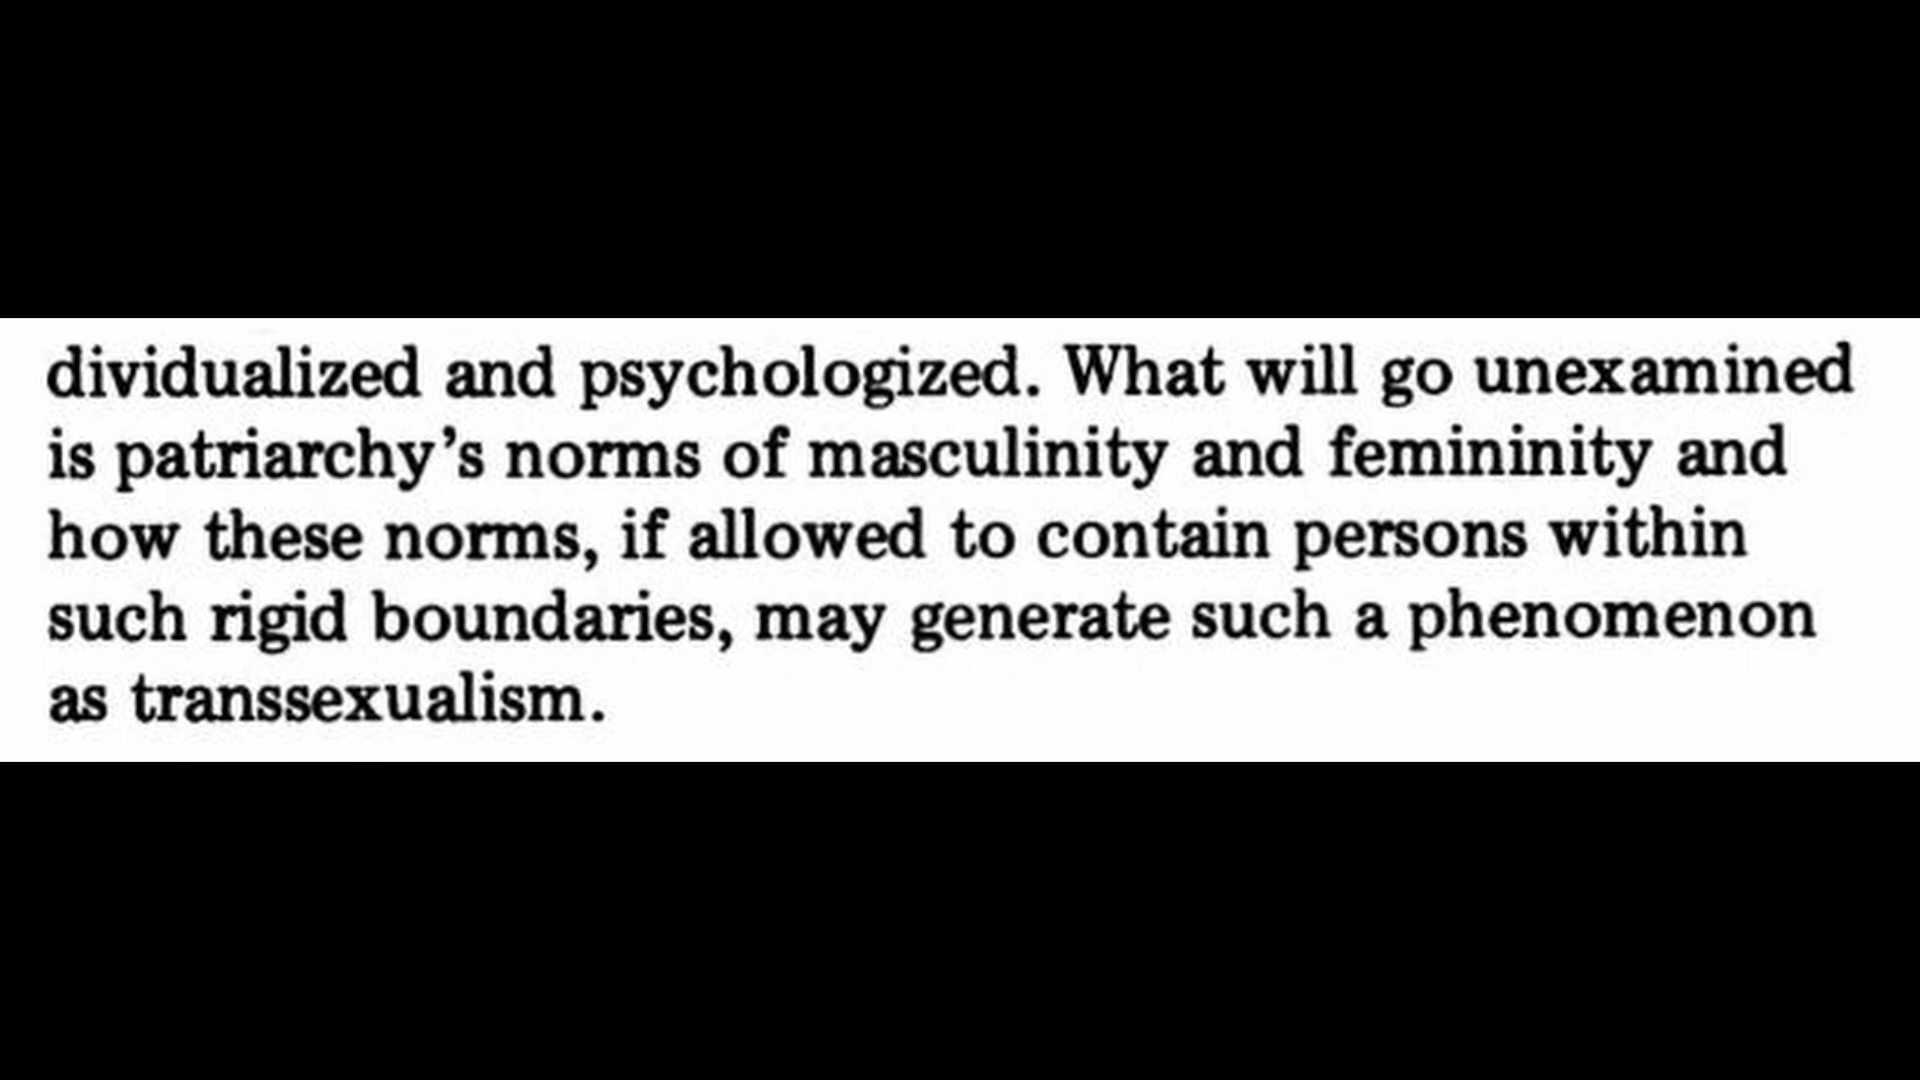 dividualized and psychologized. What will go unexamined
is patriarchy's norms of masculinity and femininity and
how these norms, if allowed to contain persons within
such rigid boundaries, may generate such a phenomenon
as transsexualism.